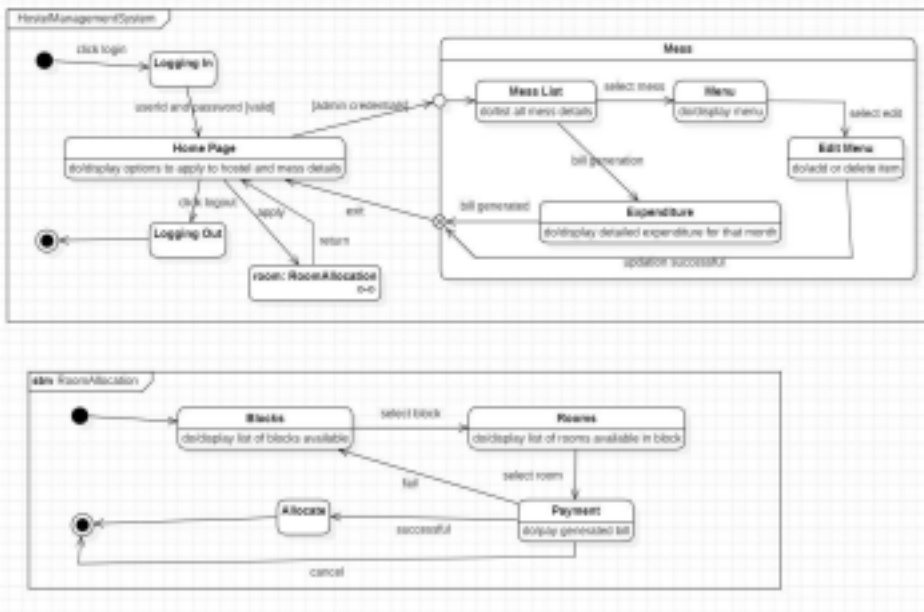 HostelManagementSystem
click login
Logging In
userId and password [valid]
[admin credentials]
Home Page
do/display options to apply to hostel and mess details
click logout
apply
exit
return
Logging Out
room: RoomAllocation
Mess
Mess List
do/list all mess details
select mess
Menu
do/display menu
select edit
Edit Menu
do/add or delete item
bill generation
bill generated
Expenditure
do/display detailed expenditure for that month
updation successful
stm RoomAllocation
Blocks
do/display list of blocks available
select block
Rooms
do/display list of rooms available in block
select room
fail
Allocate
successful
Payment
do/pay generated bill
cancel